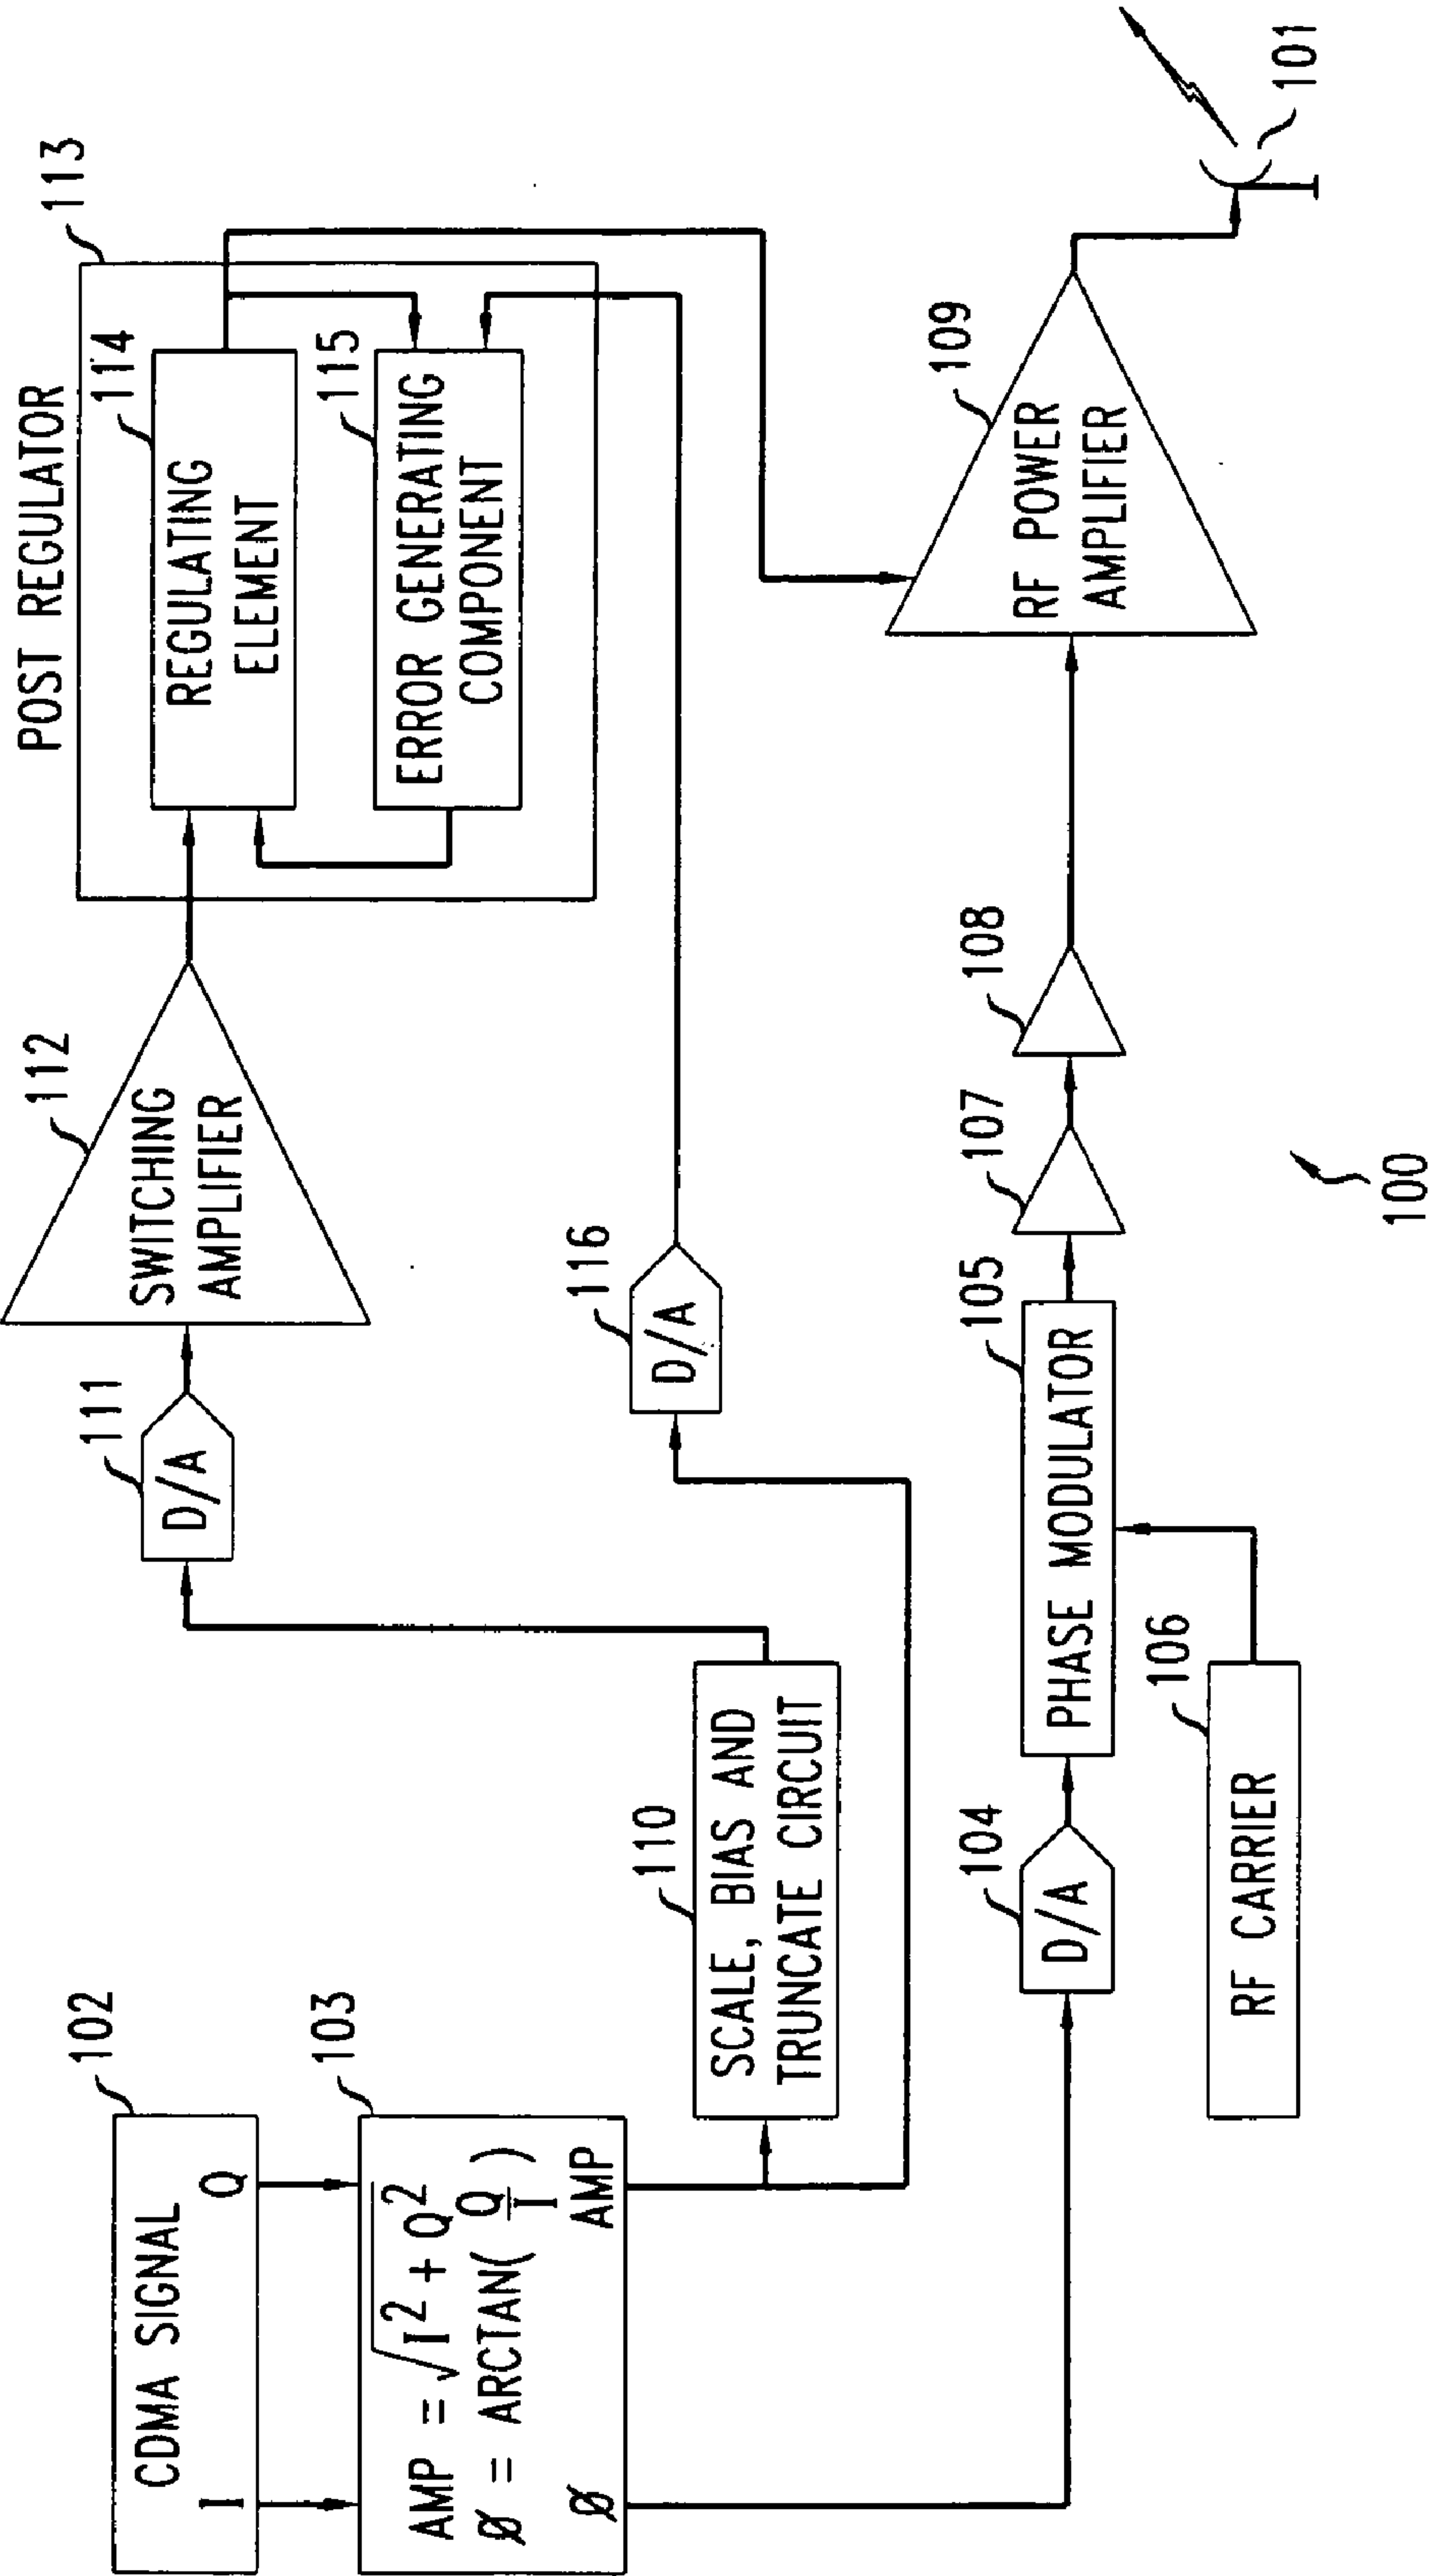 CDMA SIGNAL
I Q
102
AMP = √I² + Q²
Ø = ARCTAN( Q/I )
Ø AMP
103
SCALE, BIAS AND
TRUNCATE CIRCUIT
110
D/A
111
SWITCHING
AMPLIFIER
112
POST REGULATOR
113
REGULATING
ELEMENT
114
ERROR GENERATING
COMPONENT
115
D/A
116
D/A
104
PHASE MODULATOR
105
RF CARRIER
106
107
108
RF POWER
AMPLIFIER
109
101
100